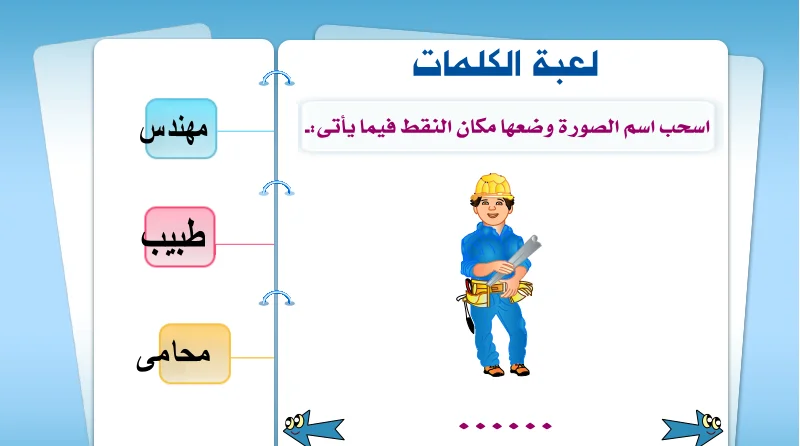 لعبة الكلمات
اسحب اسم الصورة وضعها مكان النقط فيما يأتى :ـ
مهندس
طبيب
محامى